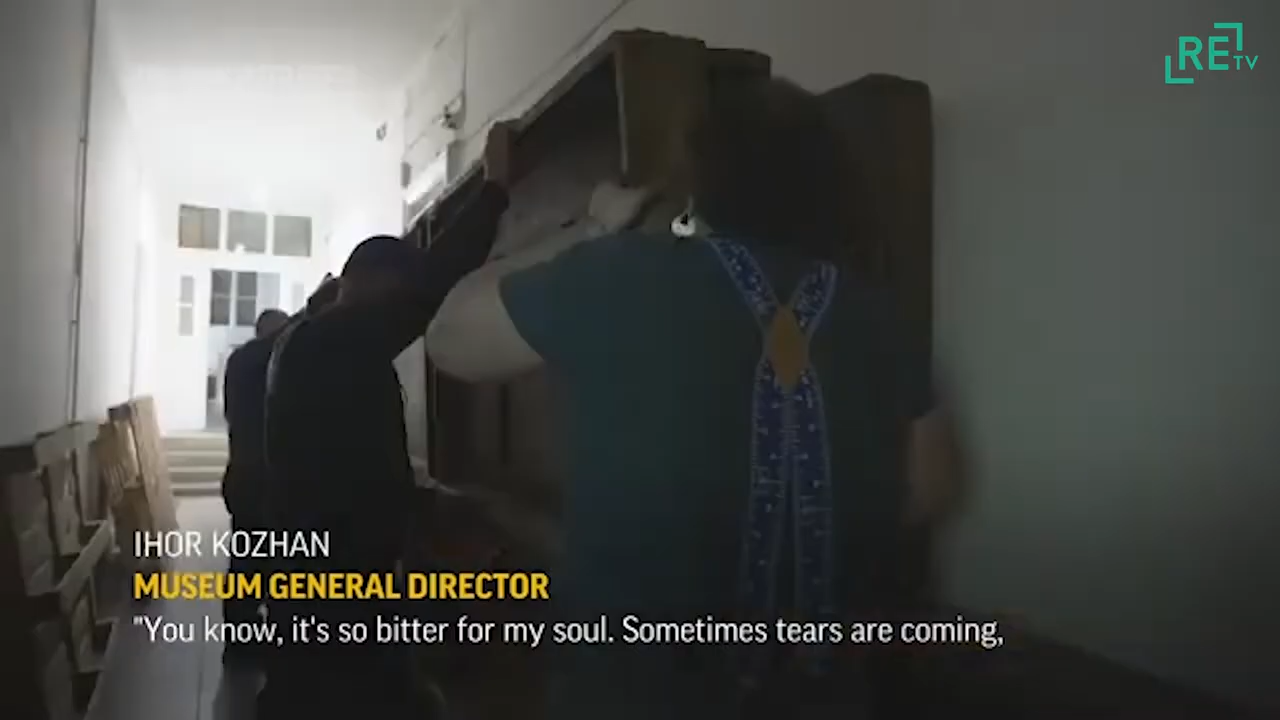 RE TV
IHOR KOZHAN
MUSEUM GENERAL DIRECTOR
"You know, it's so bitter for my soul. Sometimes tears are coming,